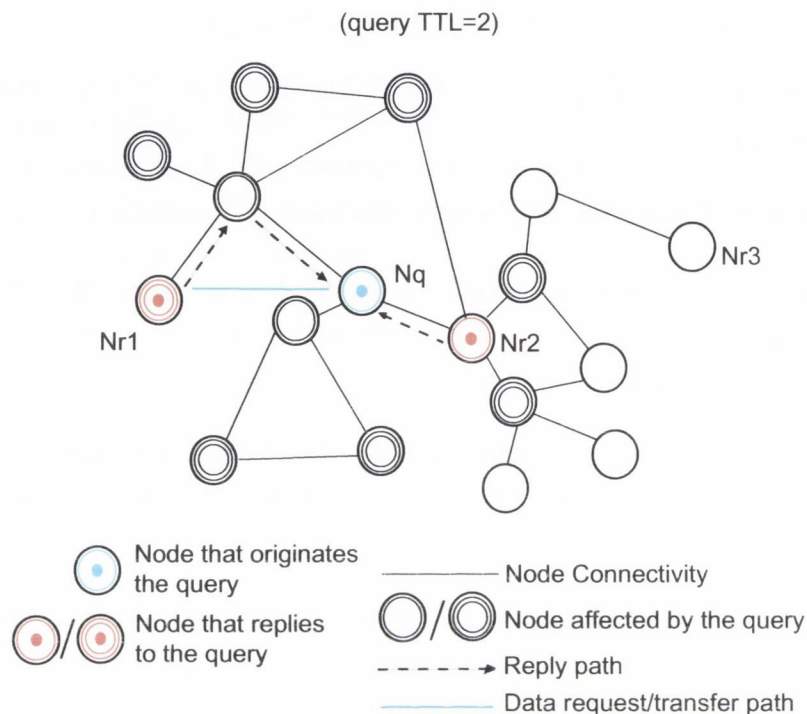 (query TTL=2)
Nq
Nr3
Nr1
Nr2
Node that originates
the query
Node that replies
to the query
Node Connectivity
Node affected by the query
Reply path
Data request/transfer path